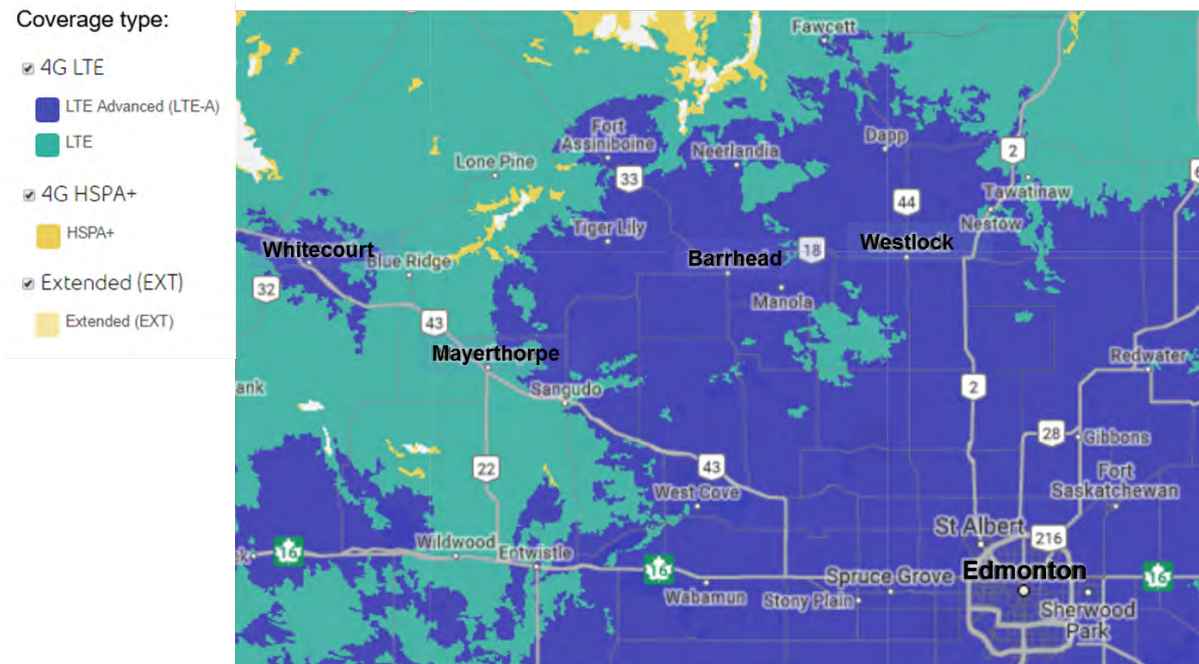 Coverage type:
4G LTE
LTE Advanced (LTE-A)
LTE
4G HSPA+
HSPA+
Extended (EXT)
Extended (EXT)
Fawcett
Fort
Assiniboine
Neerlandia
Dapp
2
Lone Pine
33
Tawatinaw
6
44
Nestow
Tiger Lily
Whitecourt
Blue Ridge
Barrhead
18
Westlock
32
Manola
43
Mayerthorpe
Redwater
ank
Sangudo
2
28
Gibbons
22
43
Fort
Saskatchewan
West Cove
St Albert
216
k
16
Wildwood
Entwistle
16
Wabamun
Stony Plain
Spruce Grove
Edmonton
16
Sherwood
Park